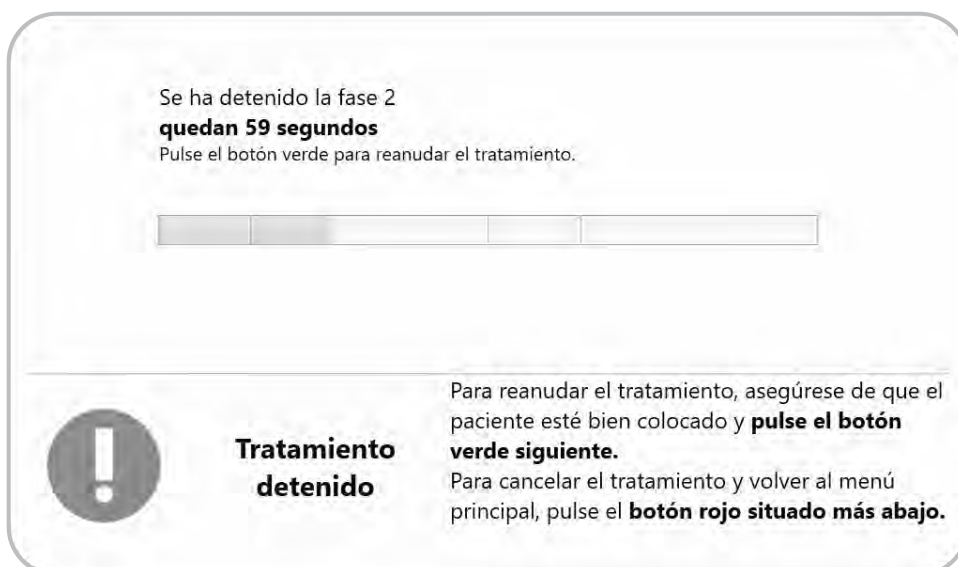 Se ha detenido la fase 2
quedan 59 segundos
Pulse el botón verde para reanudar el tratamiento.
Tratamiento
detenido
Para reanudar el tratamiento, asegúrese de que el
paciente esté bien colocado y pulse el botón
verde siguiente.
Para cancelar el tratamiento y volver al menú
principal, pulse el botón rojo situado más abajo.